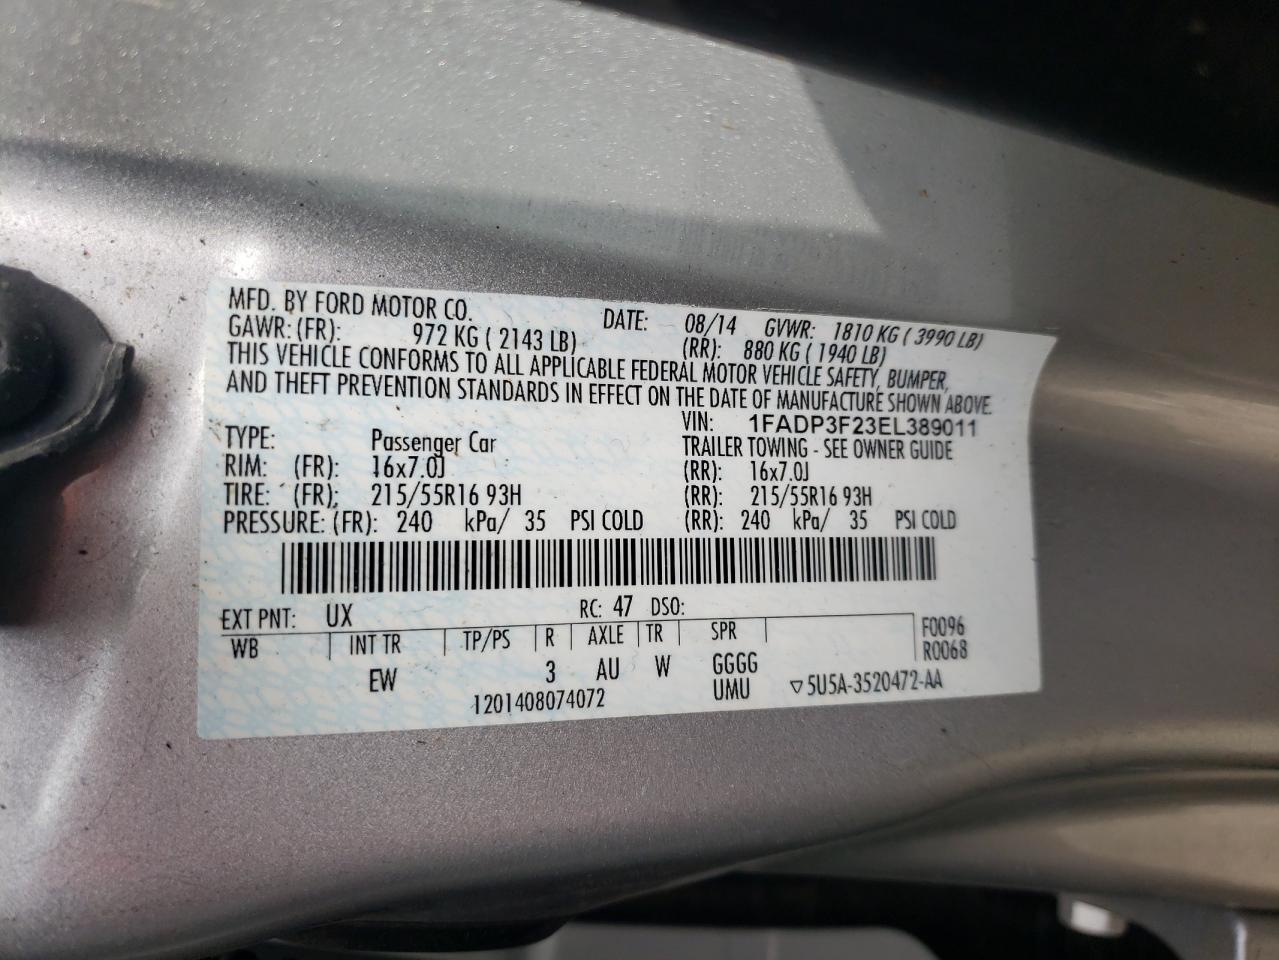 MFD. BY FORD MOTOR CO. DATE: 08/14 GVWR: 1810 KG ( 3990 LB)
GAWR: (FR): 972 KG ( 2143 LB) (RR): 880 KG ( 1940 LB)
THIS VEHICLE CONFORMS TO ALL APPLICABLE FEDERAL MOTOR VEHICLE SAFETY, BUMPER,
AND THEFT PREVENTION STANDARDS IN EFFECT ON THE DATE OF MANUFACTURE SHOWN ABOVE.
VIN: 1FADP3F23EL389011
TYPE: Passenger Car TRAILER TOWING - SEE OWNER GUIDE
RIM: (FR): 16x7.0J (RR): 16x7.0J
TIRE: (FR): 215/55R16 93H (RR): 215/55R16 93H
PRESSURE: (FR): 240 kPa/ 35 PSI COLD (RR): 240 kPa/ 35 PSI COLD
EXT PNT: UX RC: 47 DSO:
WB INT TR TP/PS R AXLE TR SPR F0096
R0068
EW 3 AU W GGGG
1201408074072 UMU ▽5U5A-3520472-AA